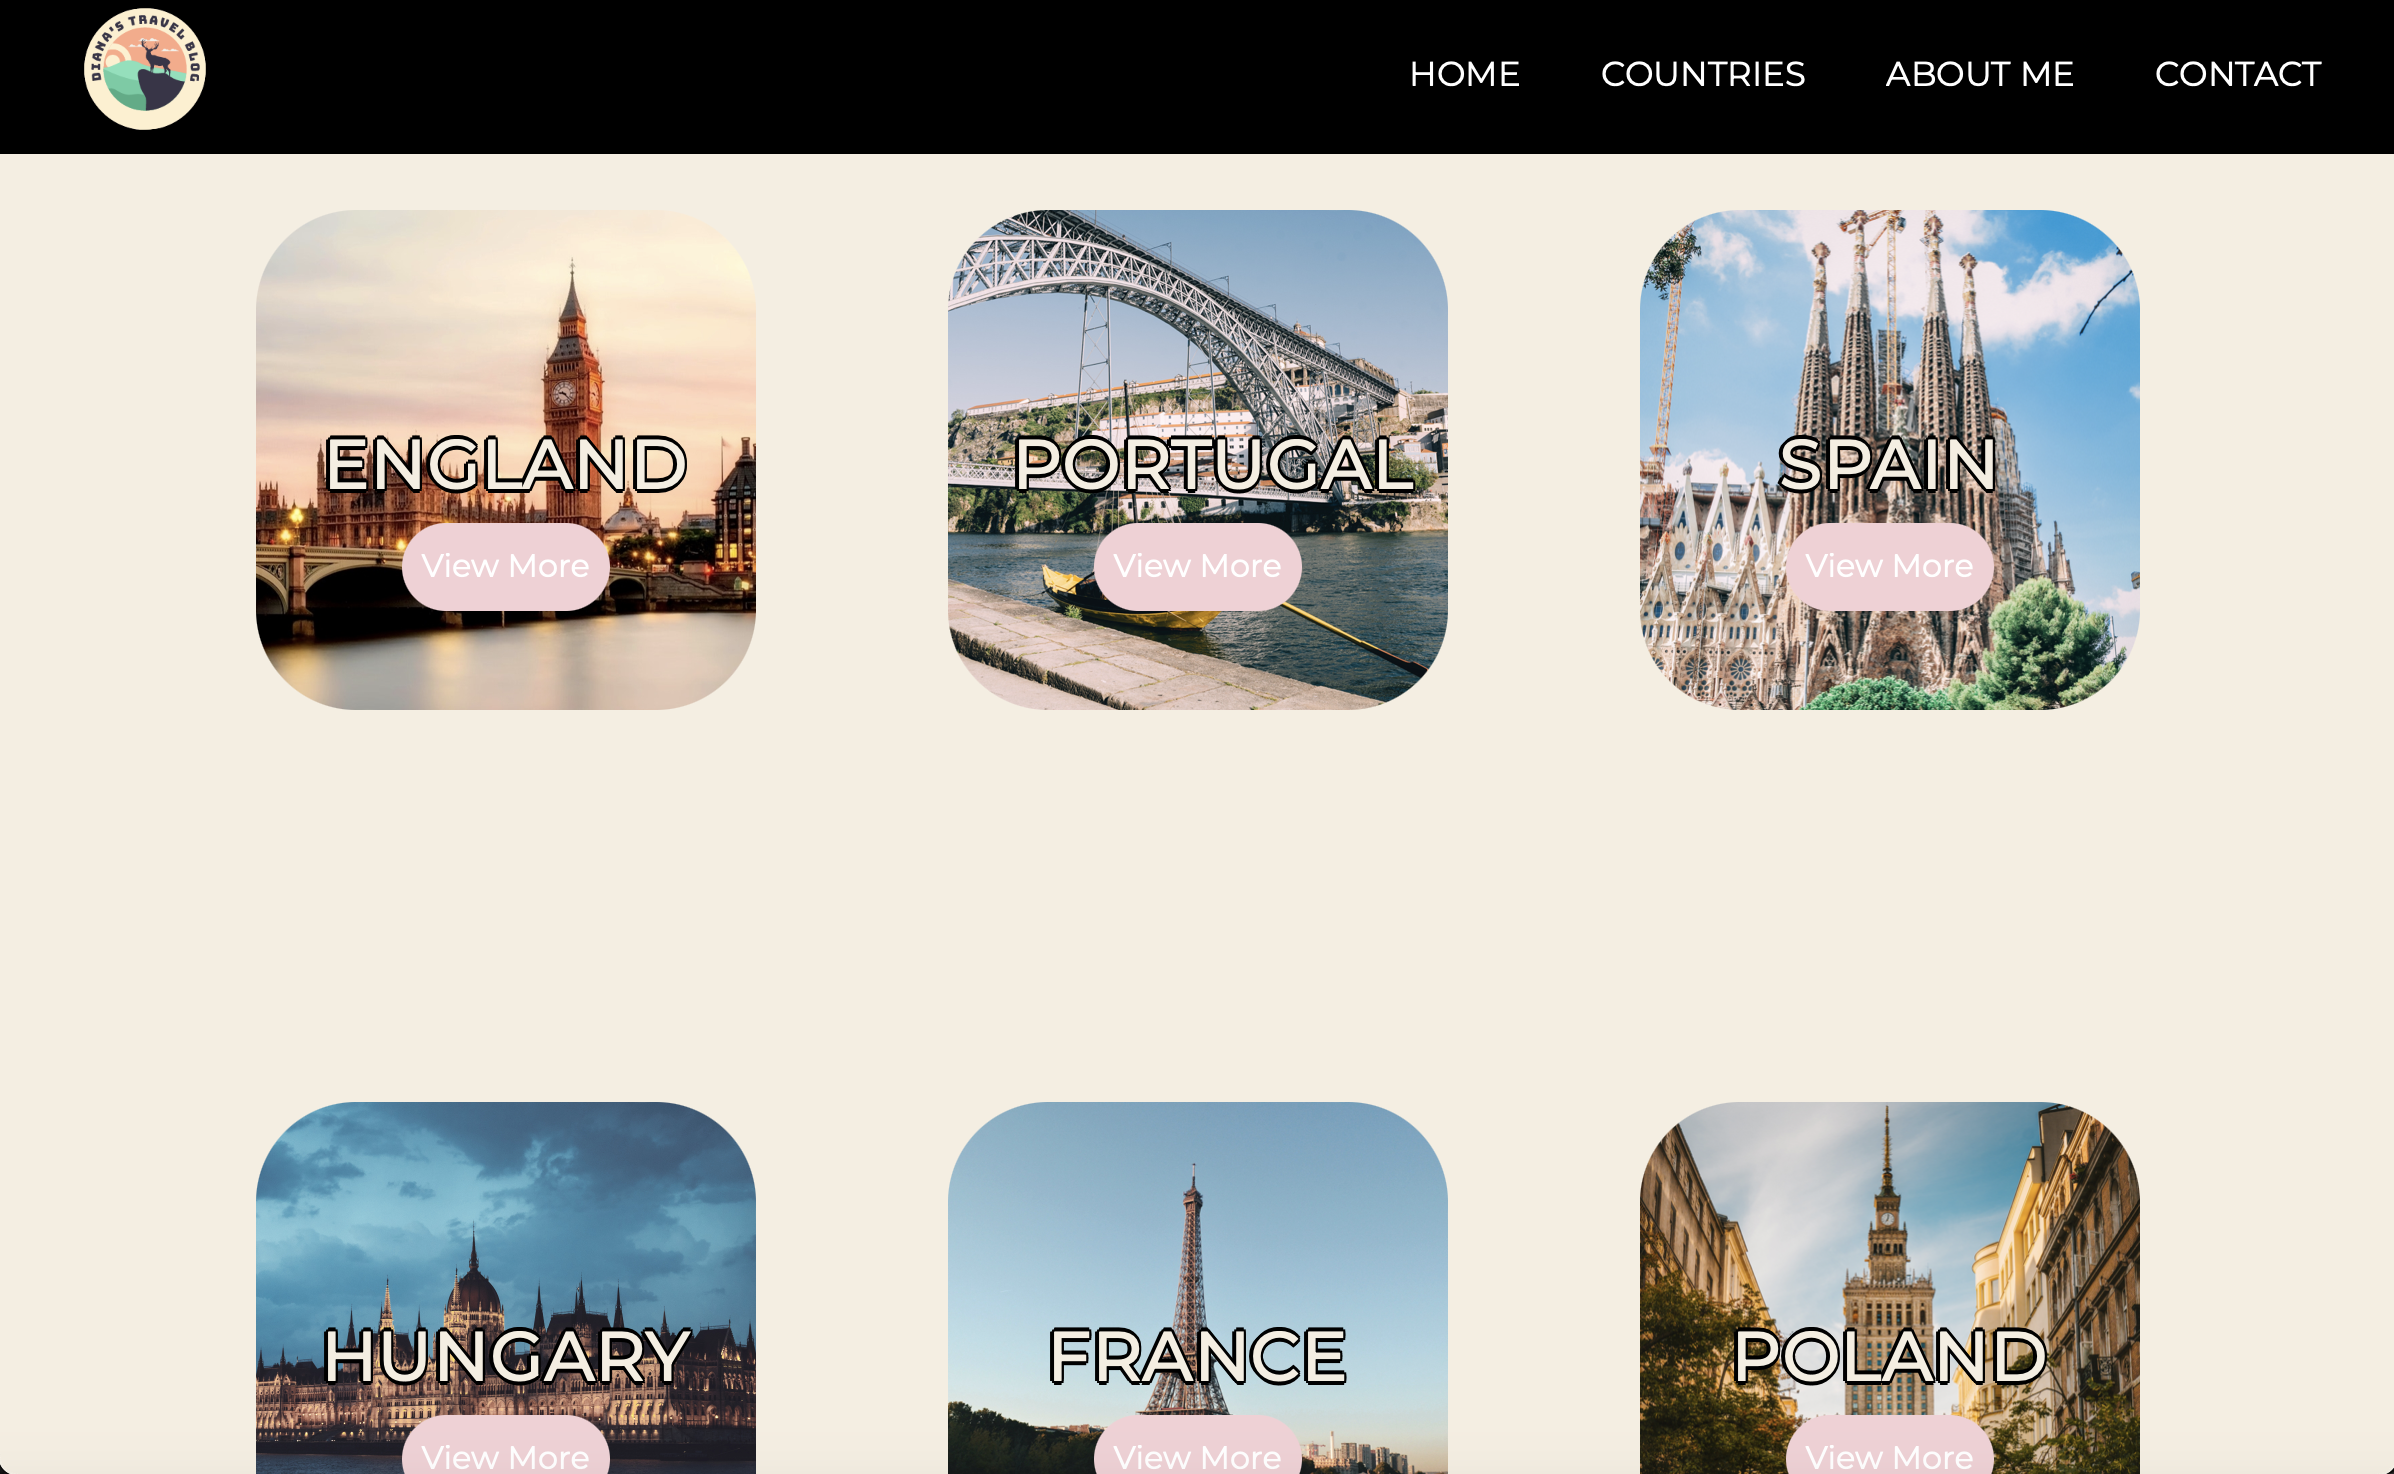 DIANA'S TRAVEL BLOG
HOME COUNTRIES ABOUT ME CONTACT
ENGLAND
View More
PORTUGAL
View More
SPAIN
View More
HUNGARY
View More
FRANCE
View More
POLAND
View More